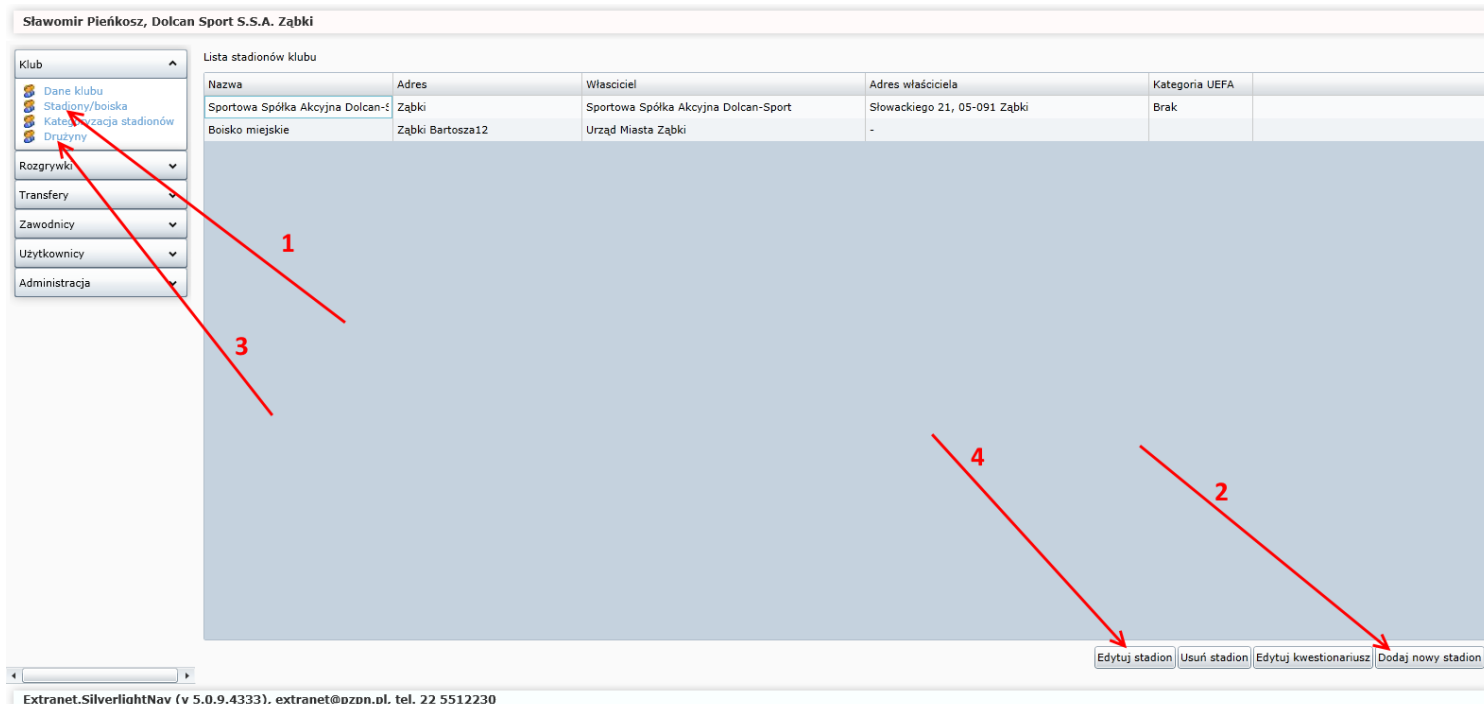 Sławomir Pieńkosz, Dolcan Sport S.S.A. Ząbki
Klub
Dane klubu
Stadiony/boiska
Kategoryzacja stadionów
Drużyny
Rozgrywki
Transfery
Zawodnicy
Użytkownicy
Administracja
Lista stadionów klubu
Nazwa Adres Własciciel Adres właściciela Kategoria UEFA
Sportowa Spółka Akcyjna Dolcan-S Ząbki Sportowa Spółka Akcyjna Dolcan-Sport Słowackiego 21, 05-091 Ząbki Brak
Boisko miejskie Ząbki Bartosza12 Urząd Miasta Ząbki -
1
3
4
2
Edytuj stadion Usuń stadion Edytuj kwestionariusz Dodaj nowy stadion
Extranet.SilverlightNav (v 5.0.9.4333), extranet@pzpn.pl, tel. 22 5512230